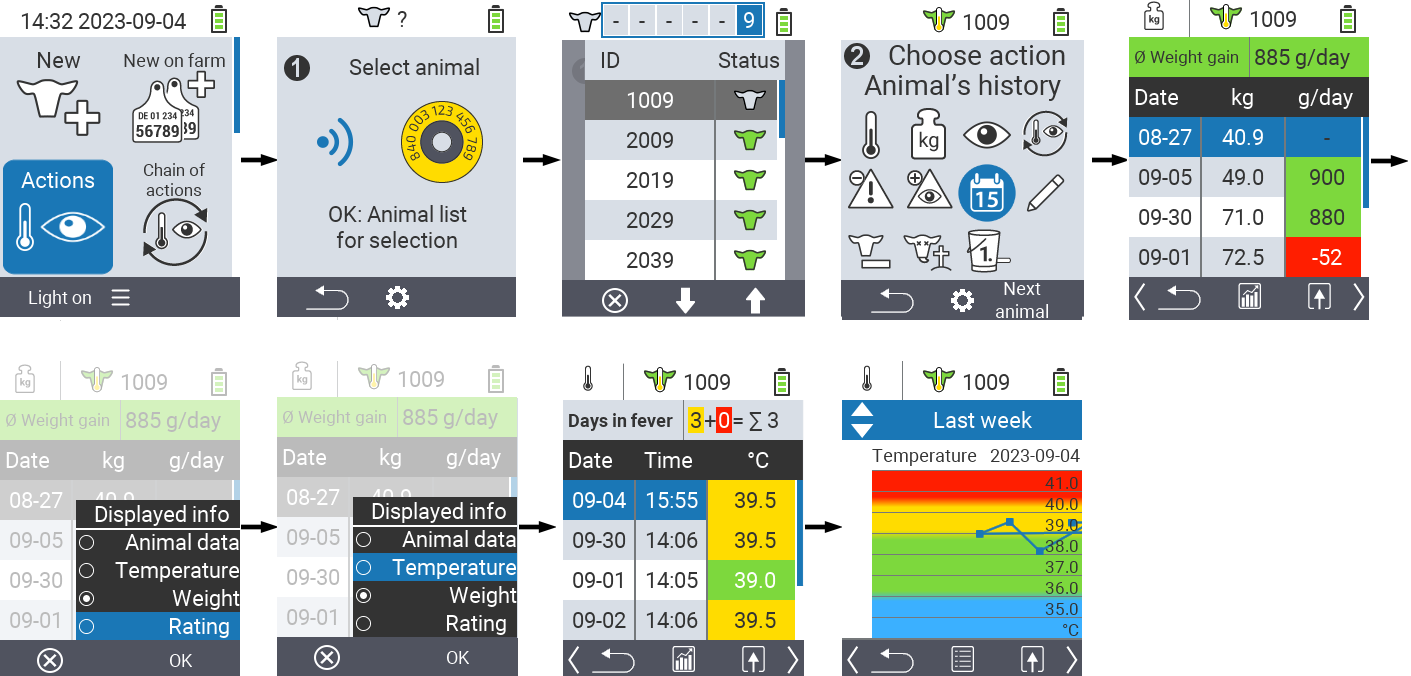 14:32 2023-09-04
New
New on farm
DE 01 234
56789
234
89
Actions
Chain of
actions
Light on
?
1
Select animal
840 003 123 456 789
OK: Animal list
for selection
- - - - - 9
ID Status
1009
2009
2019
2029
2039
1009
2 Choose action
Animal's history
kg
15
1.
Next
animal
kg
1009
Ø Weight gain 885 g/day
Date kg g/day
08-27 40.9 -
09-05 49.0 900
09-30 71.0 880
09-01 72.5 -52
kg
1009
Ø Weight gain 885 g/day
Date kg g/day
08-27 40.9
09-05
09-30
09-01
Displayed info
Animal data
Temperature
Weight
Rating
OK
kg
1009
Ø Weight gain 885 g/day
Date kg g/day
08-27 40.9
09-05
09-30
09-01
Displayed info
Animal data
Temperature
Weight
Rating
OK
1009
Days in fever 3+0= ∑ 3
Date Time °C
09-04 15:55 39.5
09-30 14:06 39.5
09-01 14:05 39.0
09-02 14:06 39.5
1009
Last week
Temperature 2023-09-04
41.0
40.0
39.0
38.0
37.0
36.0
35.0
°C